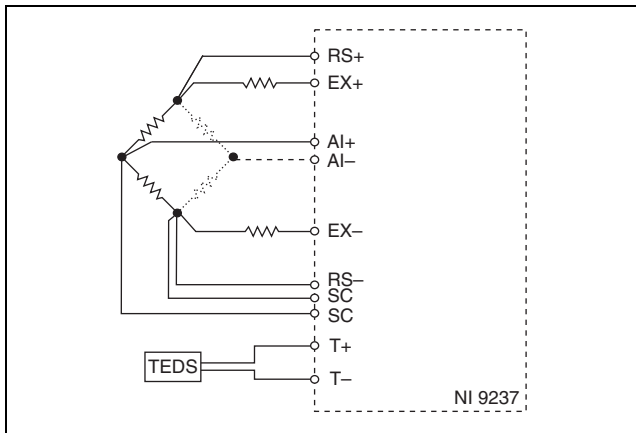 RS+
EX+
AI+
AI–
EX–
RS–
SC
SC
T+
TEDS
T–
NI 9237